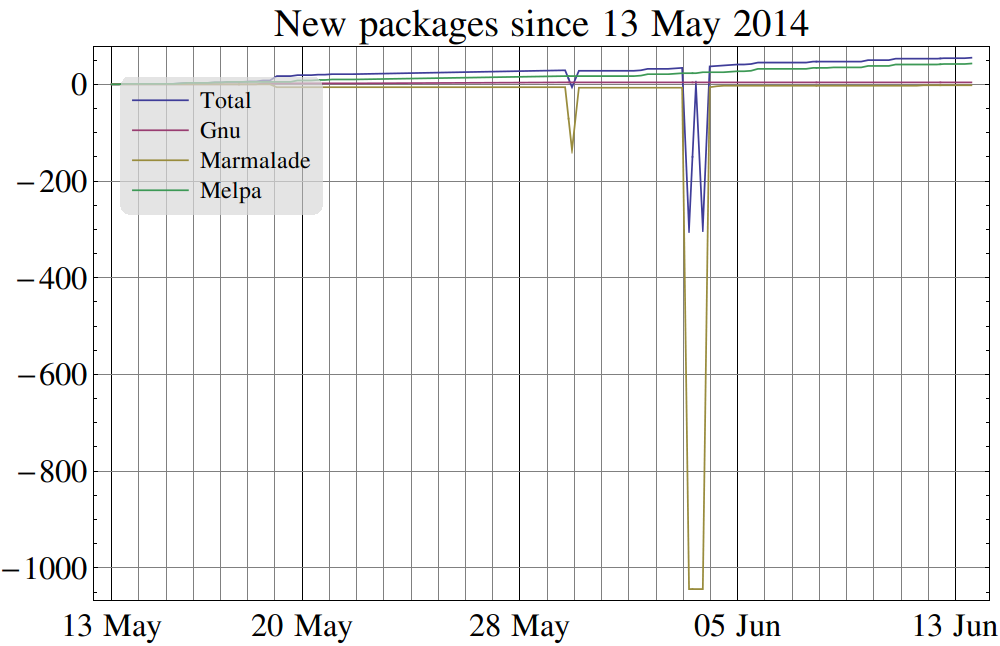 New packages since 13 May 2014
0
Total
Gnu
Marmalade
Melpa
−200
−400
−600
−800
−1000
13 May 20 May 28 May 05 Jun 13 Jun